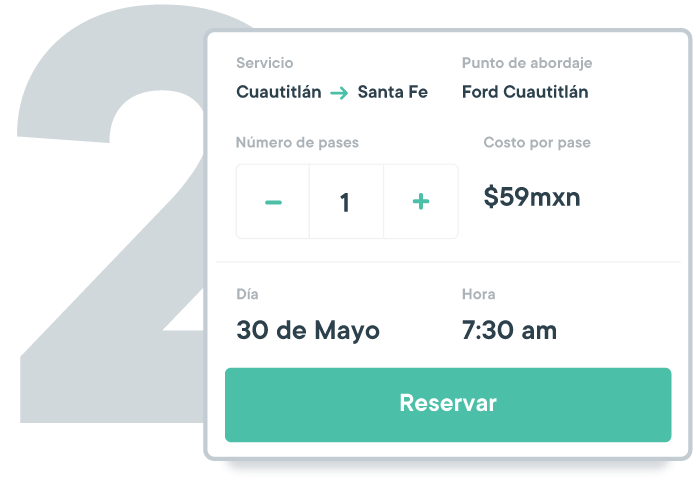 2
Servicio Punto de abordaje
Cuautitlán → Santa Fe Ford Cuautitlán
Número de pases Costo por pase
− 1 + $59mxn
Día Hora
30 de Mayo 7:30 am
Reservar